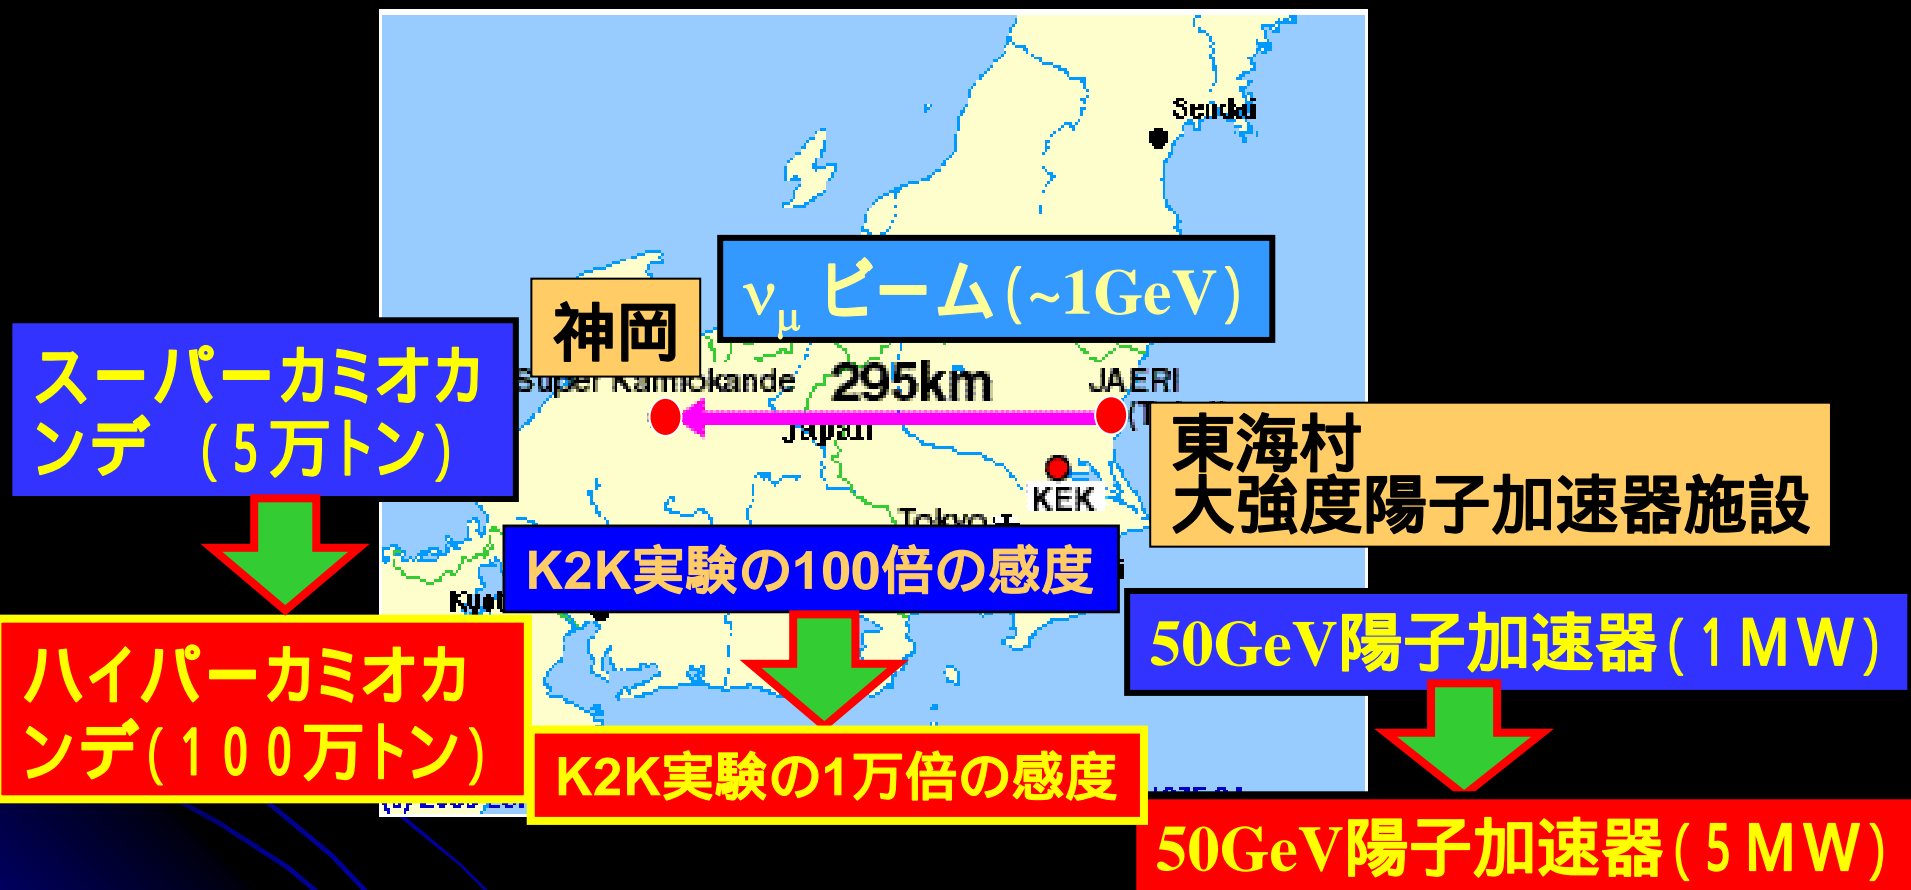 Sendai
νμ ビーム(~1GeV)
神岡
スーパーカミオカ
ンデ (5万トン)
Super Kamiokande
295km
JAERI
Japan
東海村
大強度陽子加速器施設
KEK
Tokyo
K2K実験の100倍の感度
50GeV陽子加速器(1MW)
ハイパーカミオカ
ンデ(100万トン)
K2K実験の1万倍の感度
50GeV陽子加速器(5MW)